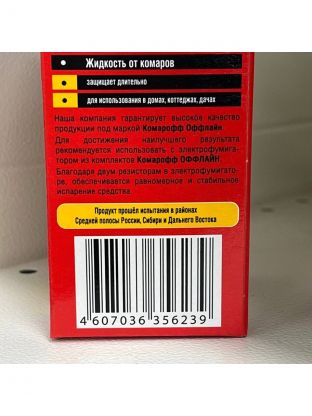 Жидкость от комаров
защищает длительно
для использования в домах, коттеджах, дачах
Наша компания гарантирует высокое качество
продукции под маркой Комарофф Оффлайн.
Для достижения наилучшего результата
рекомендуется использовать с электрофумига-
тором из комплектов Комарофф ОФФЛАЙН.
Благодаря двум резисторам в электрофумигато-
ре, обеспечивается равномерное и стабильное
испарение средства.
Продукт прошёл испытания в районах
Средней полосы России, Сибири и Дальнего Востока
4 607036 356239